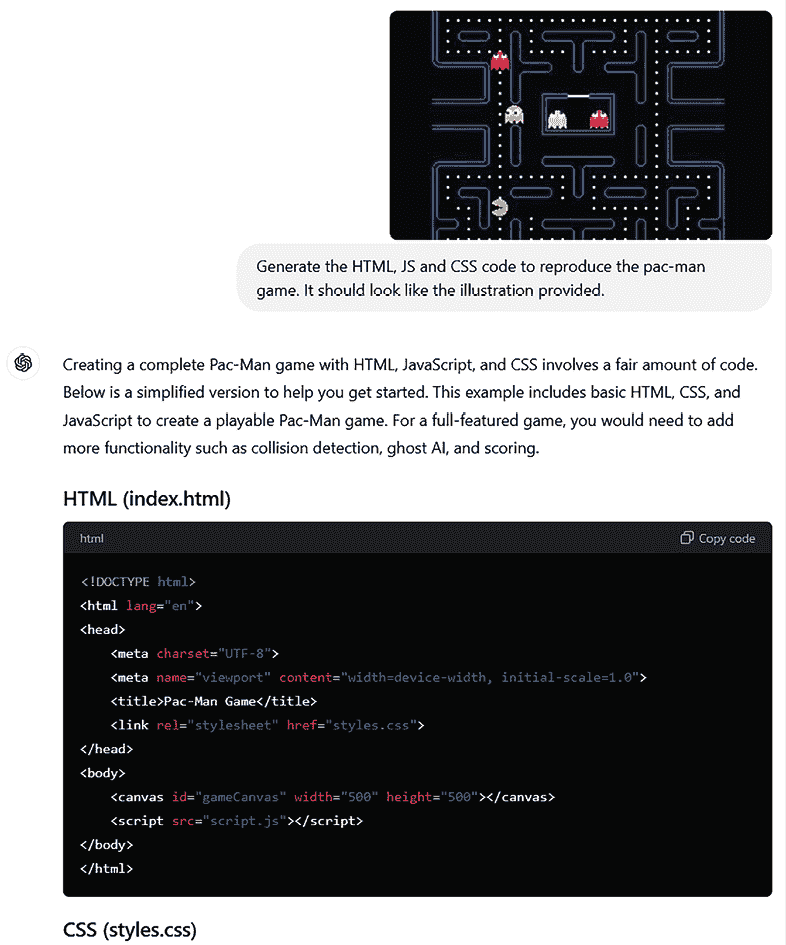 Generate the HTML, JS and CSS code to reproduce the pac-man
game. It should look like the illustration provided.
Creating a complete Pac-Man game with HTML, JavaScript, and CSS involves a fair amount of code.
Below is a simplified version to help you get started. This example includes basic HTML, CSS, and
JavaScript to create a playable Pac-Man game. For a full-featured game, you would need to add
more functionality such as collision detection, ghost AI, and scoring.
HTML (index.html)
html Copy code
<!DOCTYPE html>
<html lang="en">
<head>
    <meta charset="UTF-8">
    <meta name="viewport" content="width=device-width, initial-scale=1.0">
    <title>Pac-Man Game</title>
    <link rel="stylesheet" href="styles.css">
</head>
<body>
    <canvas id="gameCanvas" width="500" height="500"></canvas>
    <script src="script.js"></script>
</body>
</html>
CSS (styles.css)